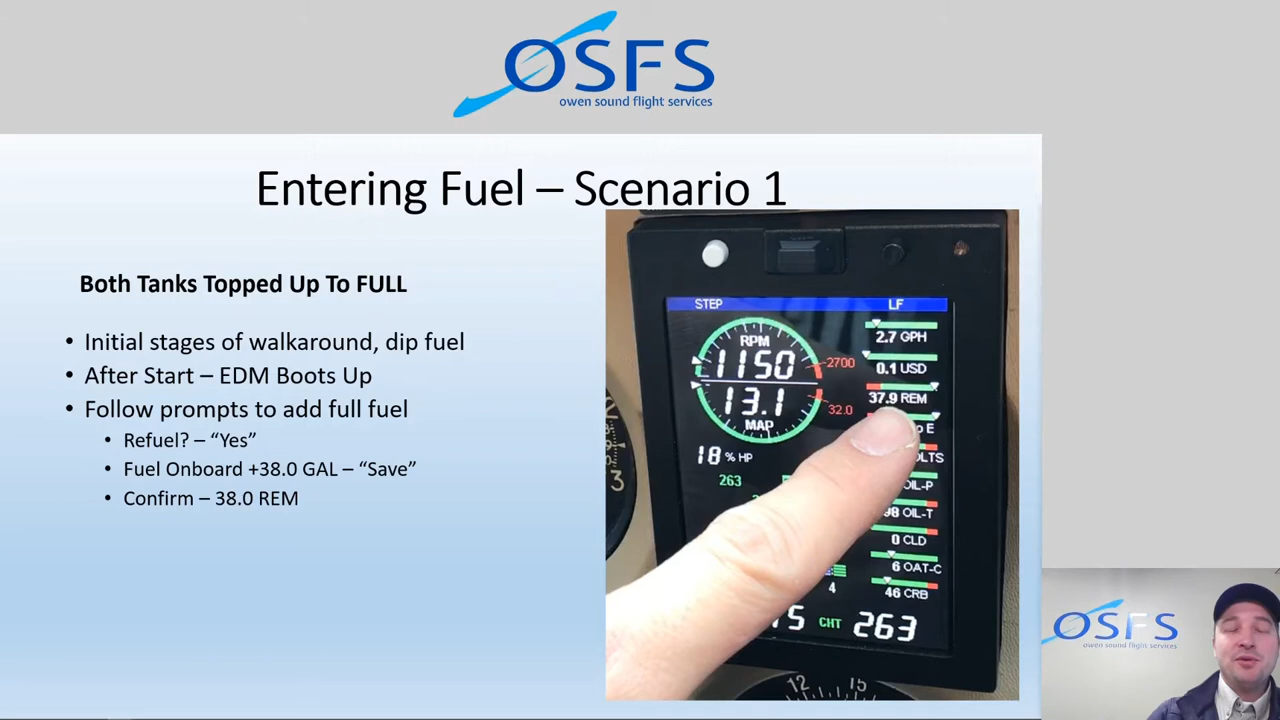 OSFS
owen sound flight services
Entering Fuel – Scenario 1
Both Tanks Topped Up To FULL
• Initial stages of walkaround, dip fuel
• After Start – EDM Boots Up
• Follow prompts to add full fuel
• Refuel? – “Yes”
• Fuel Onboard +38.0 GAL – “Save”
• Confirm – 38.0 REM
STEP LF
RPM
1150
2700
13.1
32.0
MAP
18 % HP
263
2.7 GPH
0.1 USD
37.9 REM
E
OLTS
OIL-P
98 OIL-T
0 CLD
6 OAT-C
46 CRB
4
CHT 263
3
12 15
OSFS
owen sound flight services